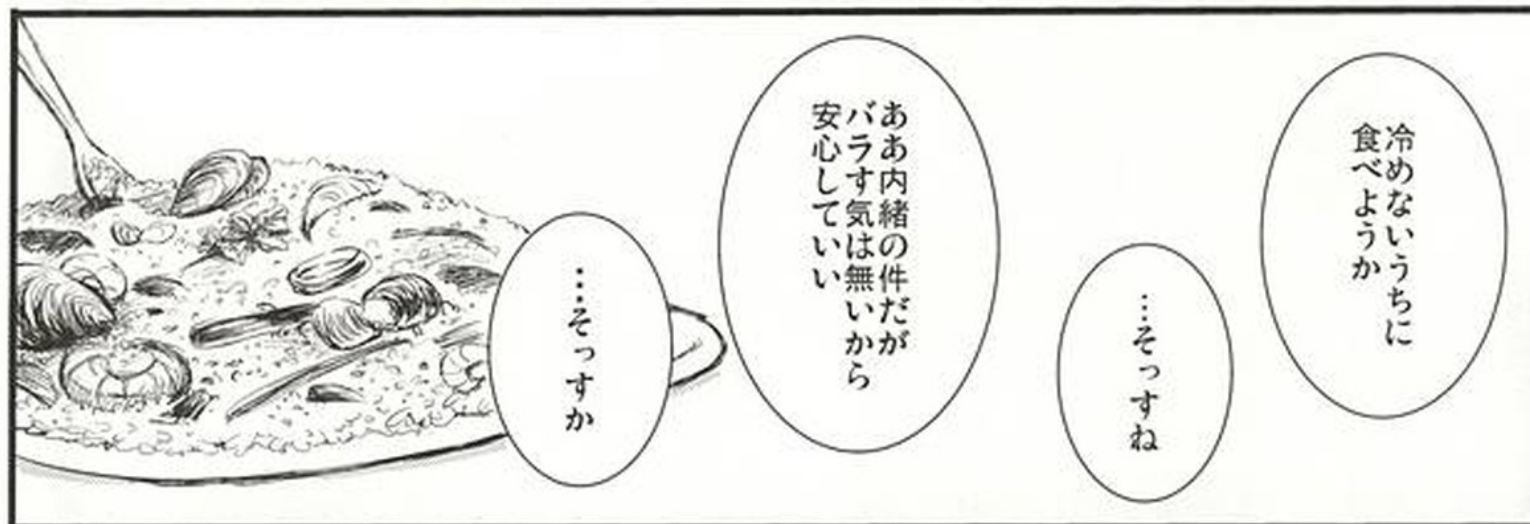 冷めないうちに
食べようか
…そっすね
ああ内緒の件だが
バラす気は無いから
安心していい
…そっすか